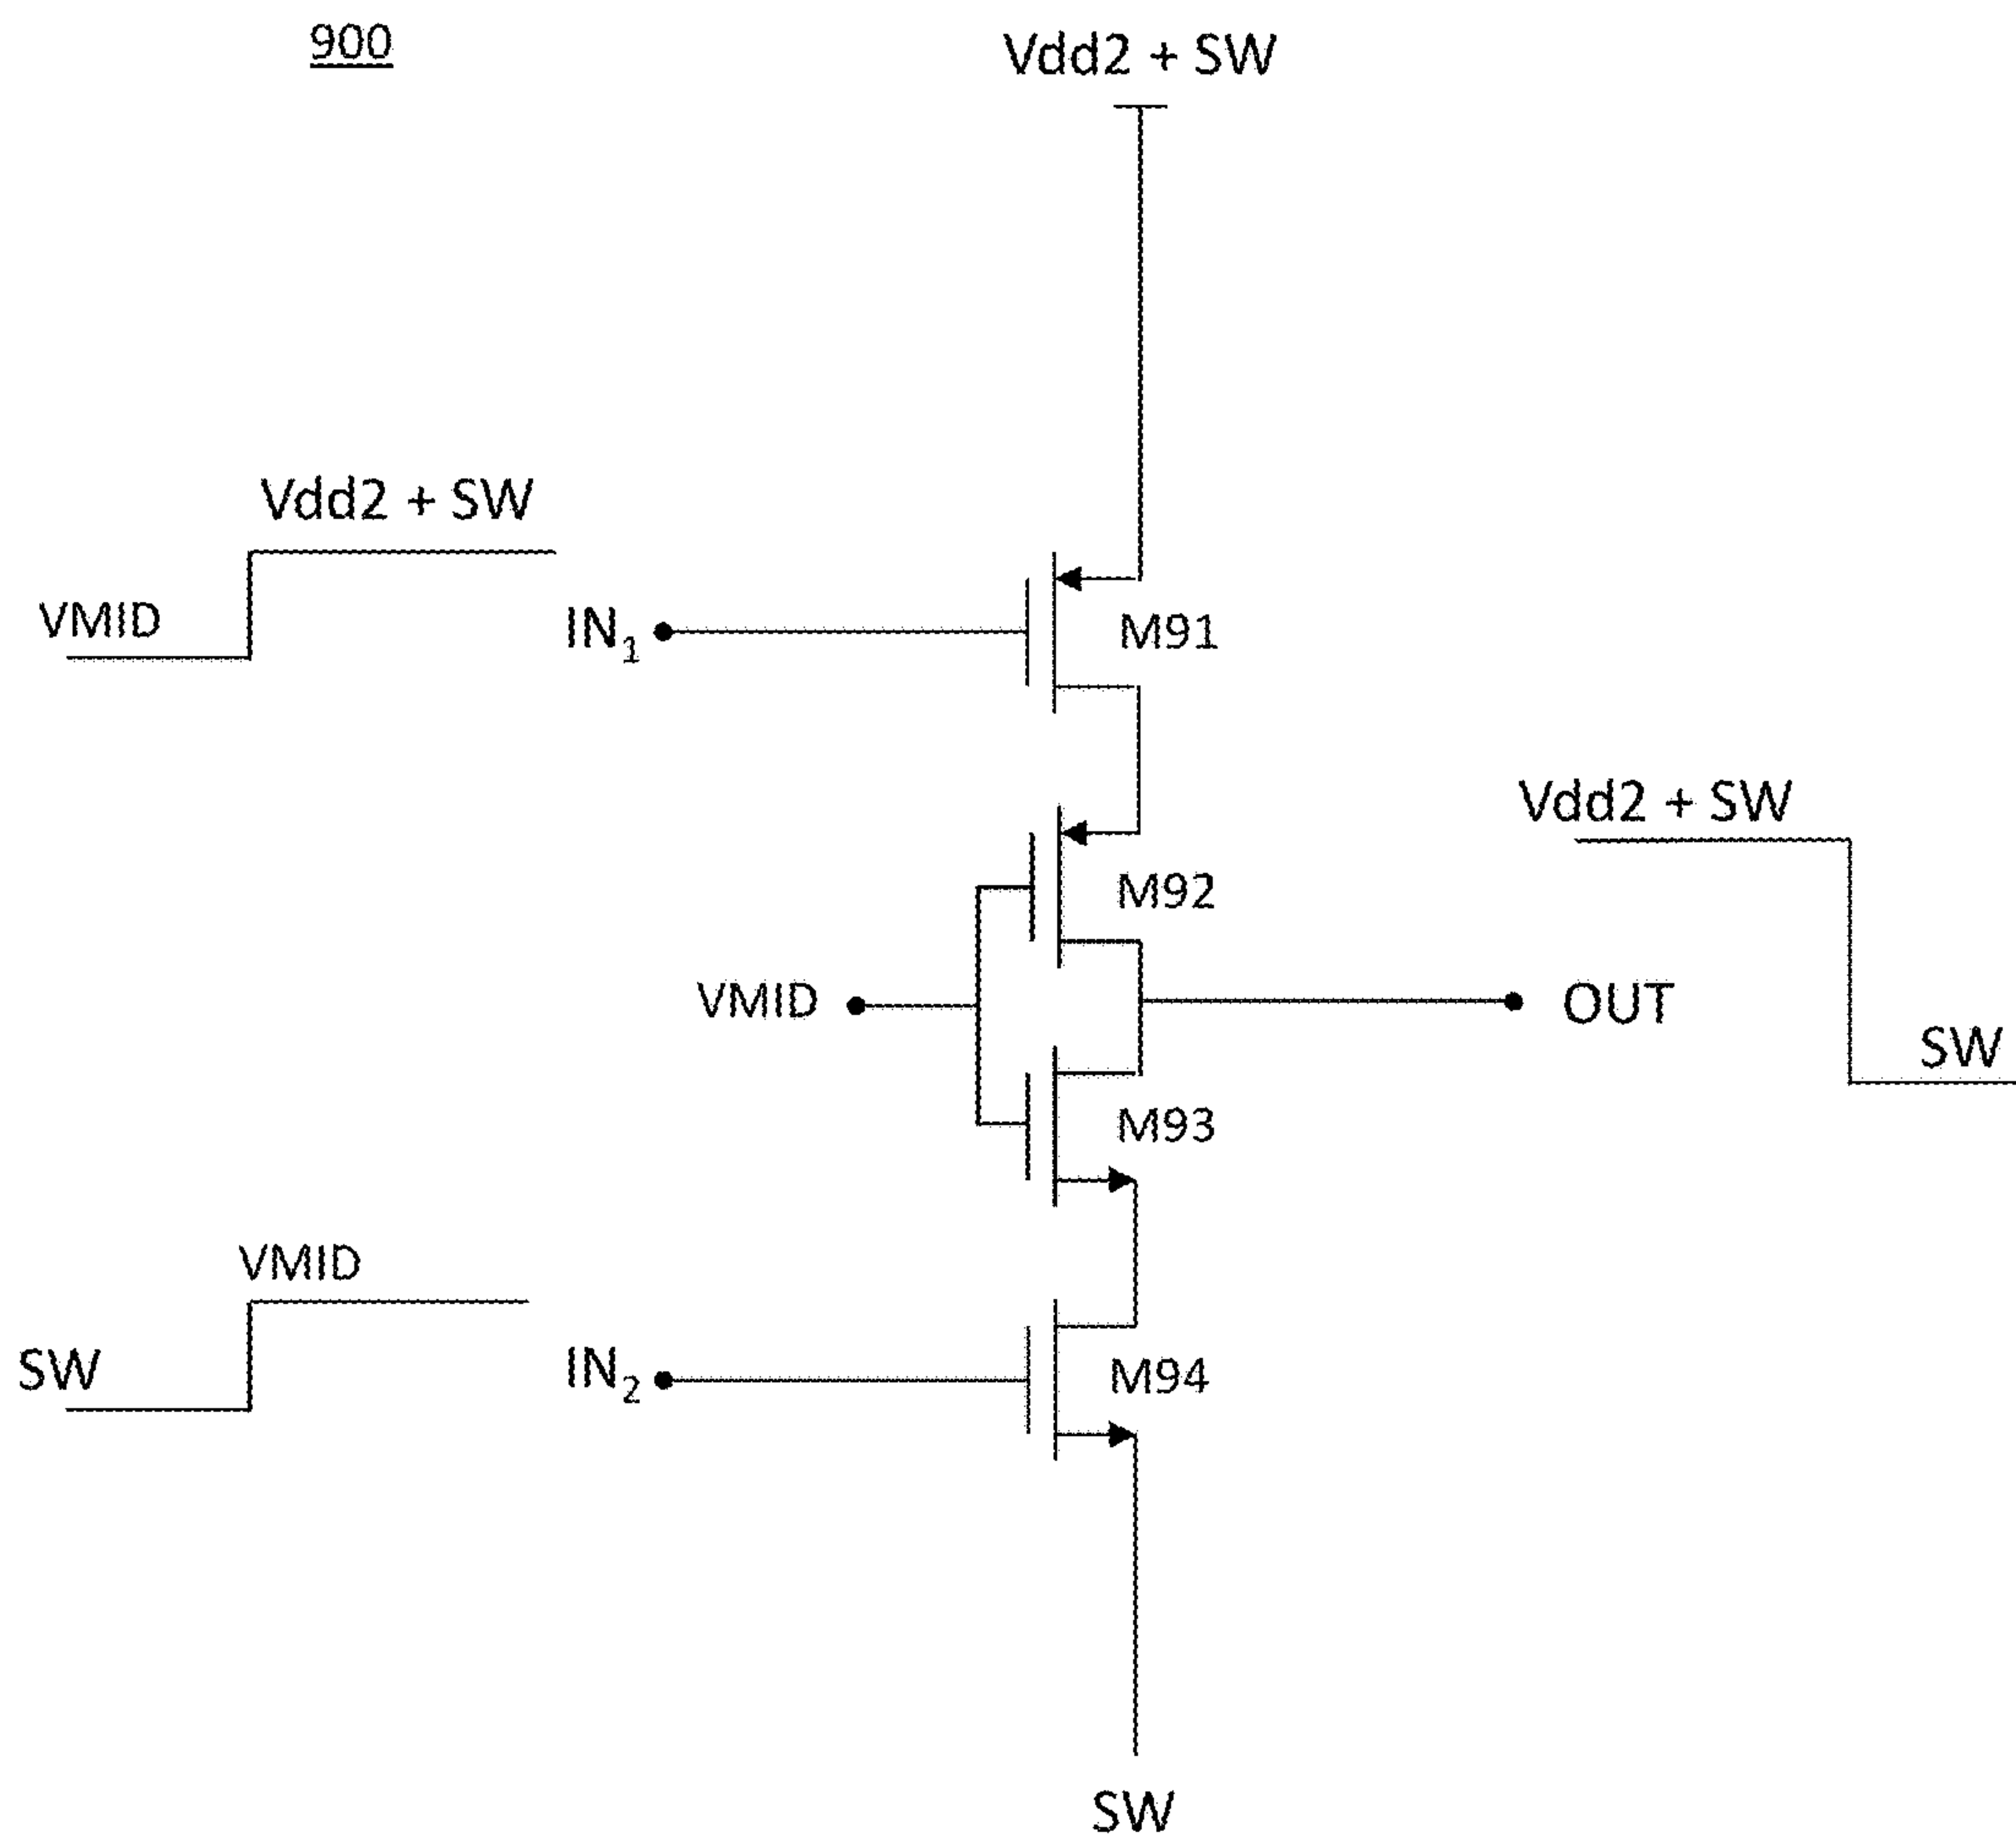 900
Vdd2 + SW
Vdd2 + SW
VMID
IN1
M91
Vdd2 + SW
M92
VMID
OUT
SW
M93
VMID
SW
IN2
M94
SW